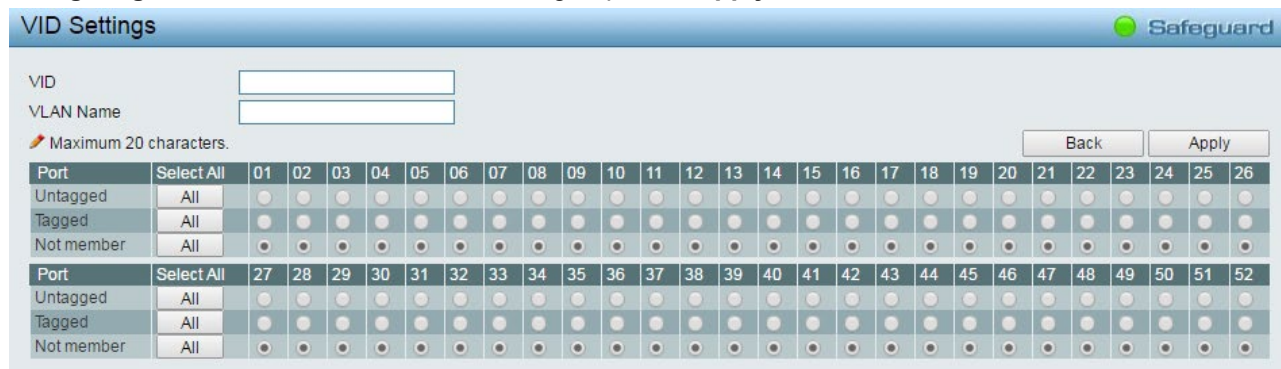 VID Settings Safeguard
VID
VLAN Name
Maximum 20 characters.
Back Apply
Port Select All 01 02 03 04 05 06 07 08 09 10 11 12 13 14 15 16 17 18 19 20 21 22 23 24 25 26
Untagged All
Tagged All
Not member All
Port Select All 27 28 29 30 31 32 33 34 35 36 37 38 39 40 41 42 43 44 45 46 47 48 49 50 51 52
Untagged All
Tagged All
Not member All